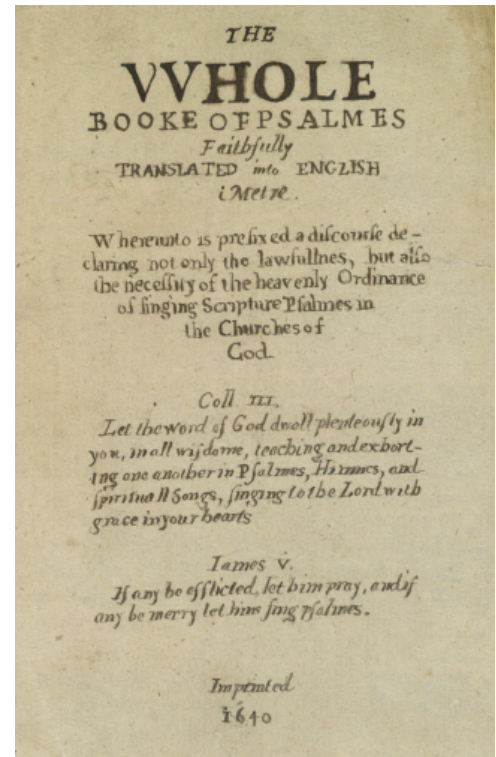 THE
VVHOLE
BOOKE OF PSALMES
Faithfully
TRANSLATED into ENGLISH
Metre.
Whereunto is prefixed a discourse de-
claring not only the lawfullnes, but also
the necessity of the heavenly Ordinance
of singing Scripture Psalmes in
the Churches of
God.
Coll. III.
Let the word of God dwell plenteously in
you, in all wisdome, teaching and exhort-
ing one another in Psalmes, Himnes, and
spirituall Songs, singing to the Lord with
grace in your hearts
Iames V.
If any be afflicted, let him pray, and if
any be merry let him sing psalmes.
Imprinted
1640